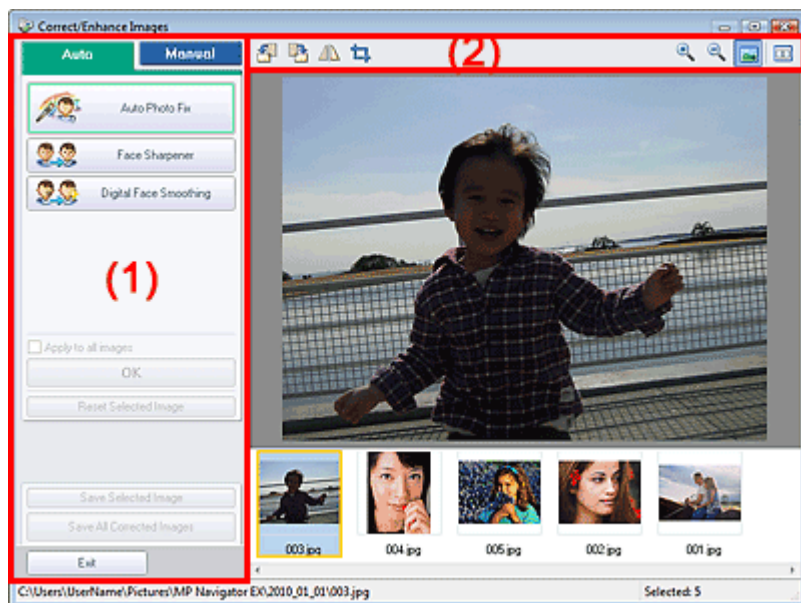 Correct/Enhance Images
Auto
Manual
(2)
Auto Photo Fix
Face Sharpener
Digital Face Smoothing
(1)
Apply to all images
OK
Reset Selected Image
Save Selected Image
Save All Corrected Images
Exit
003.jpg
004.jpg
005.jpg
002.jpg
001.jpg
C:\Users\UserName\Pictures\MP Navigator EX\2010_01_01\003.jpg
Selected: 5